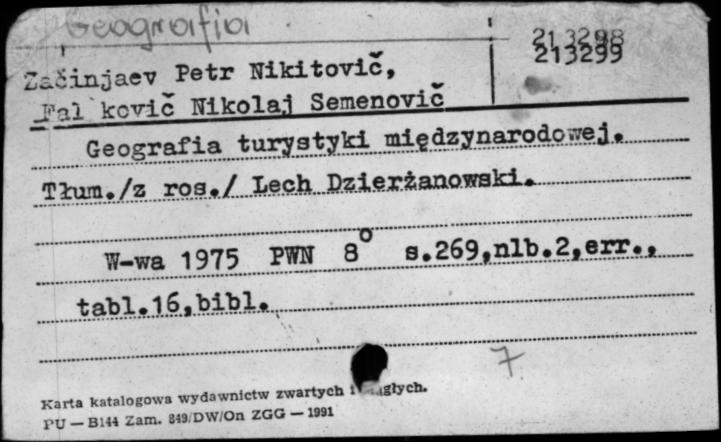 Geografia
213298
213299
Začinjaev Petr Nikitovič,
Fal`kovič Nikolaj Semenovič
Geografia turystyki międzynarodowej.
Tłum./z ros./ Lech Dzierżanowski.
W-wa 1975 PWN 8° s.269,nlb.2,err.,
tabl.16,bibl.
7
Karta katalogowa wydawnictw zwartych i
PU — B144 Zam. 849/DW/On ZGG — 1991